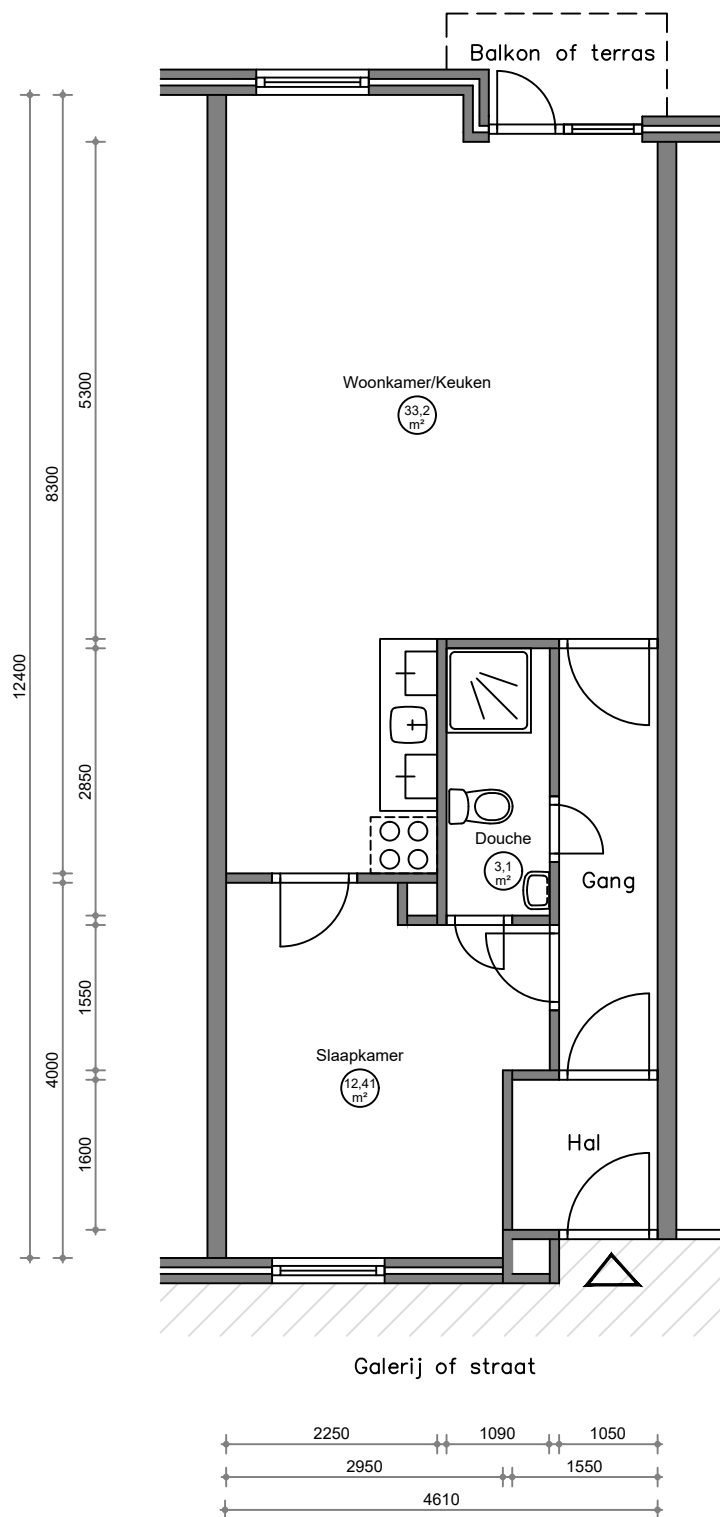 Balkon of terras
Woonkamer/Keuken
33,2
m²
5300
8300
12400
2850
Douche
3,1
m²
Gang
1550
Slaapkamer
12,41
m²
4000
1600
Hal
Galerij of straat
2250
1090
1050
2950
1550
4610